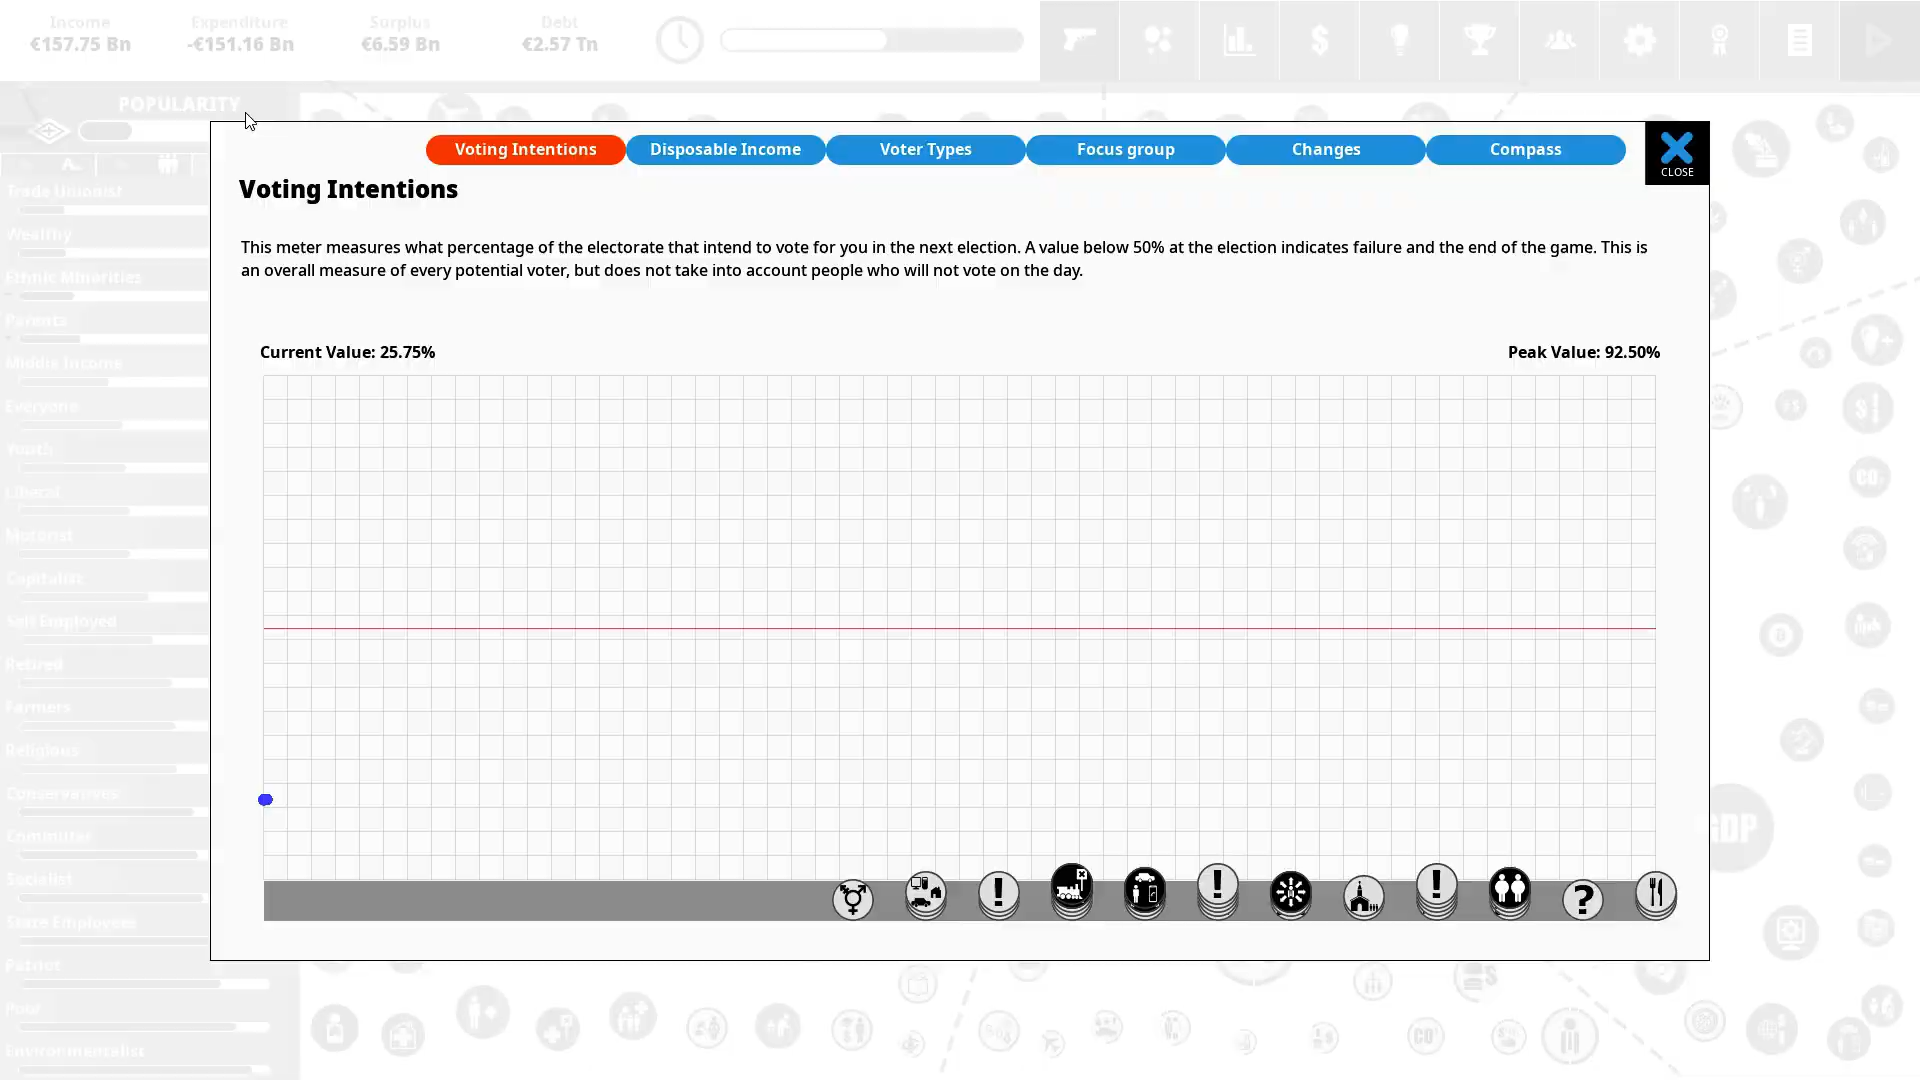 Income
Expenditure
Surplus
Debt
€157.75 Bn
-€151.16 Bn
€6.59 Bn
€2.57 Tn
POPULARITY
Voting Intentions
Disposable Income
Voter Types
Focus group
Changes
Compass
CLOSE
Voting Intentions
This meter measures what percentage of the electorate that intend to vote for you in the next election. A value below 50% at the election indicates failure and the end of the game. This is
an overall measure of every potential voter, but does not take into account people who will not vote on the day.
Current Value: 25.75%
Peak Value: 92.50%
Trade Unionist
Wealthy
Ethnic Minorities
Parents
Middle Income
Everyone
Youth
Liberal
Motorist
Capitalist
Self Employed
Retired
Farmers
Religious
Conservatives
Commuter
Socialist
State Employees
Patriot
Poor
Environmentalist
GDP